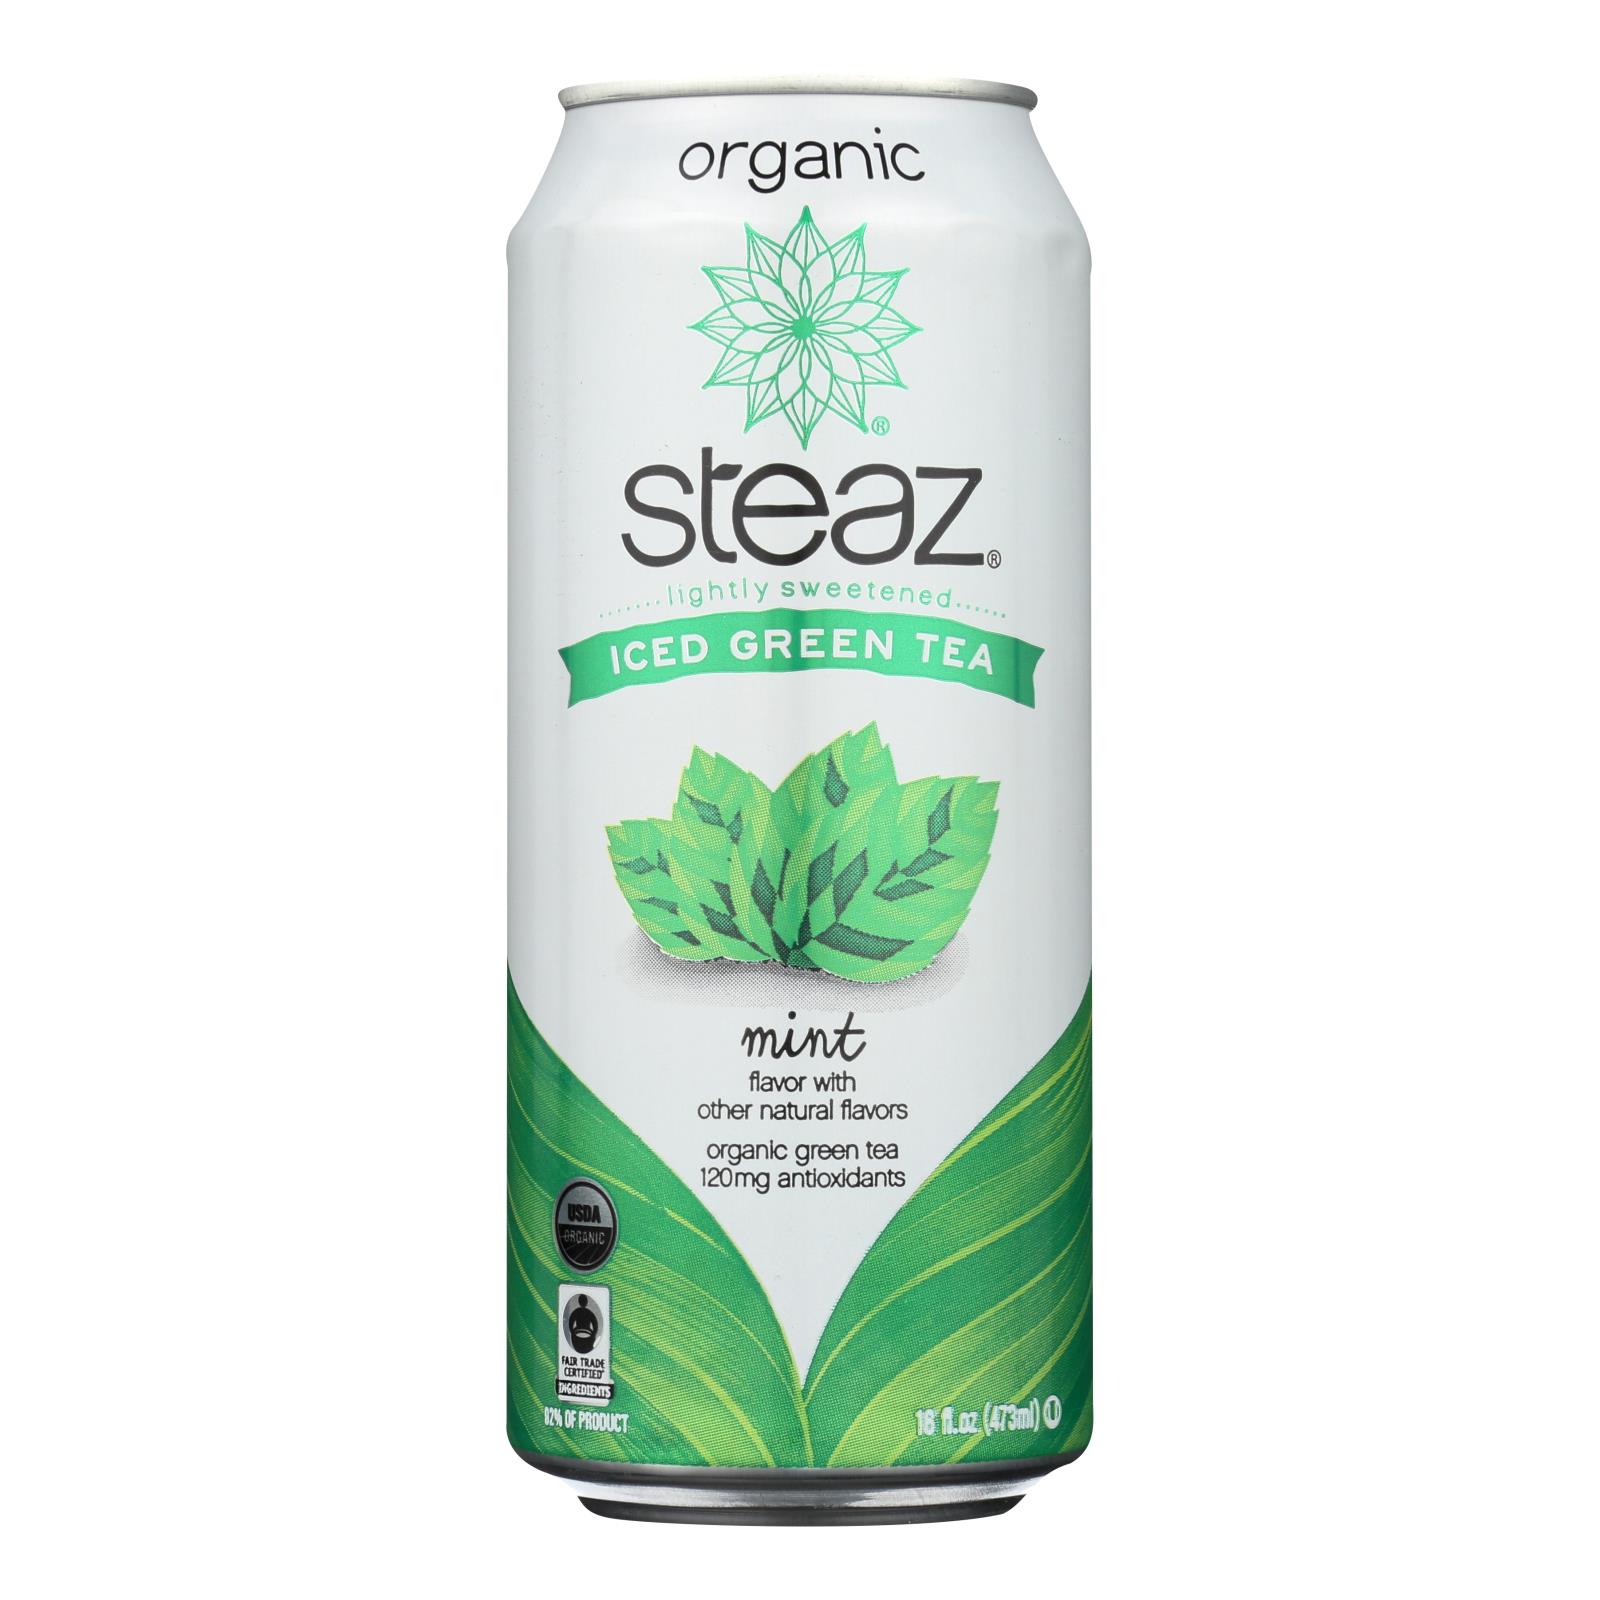 organic
®
steaz®
lightly sweetened
ICED GREEN TEA
mint
flavor with
other natural flavors
organic green tea
120mg antioxidants
USDA
ORGANIC
FAIR TRADE
CERTIFIED
INGREDIENTS
82% OF PRODUCT
16 fl.oz (473ml) U